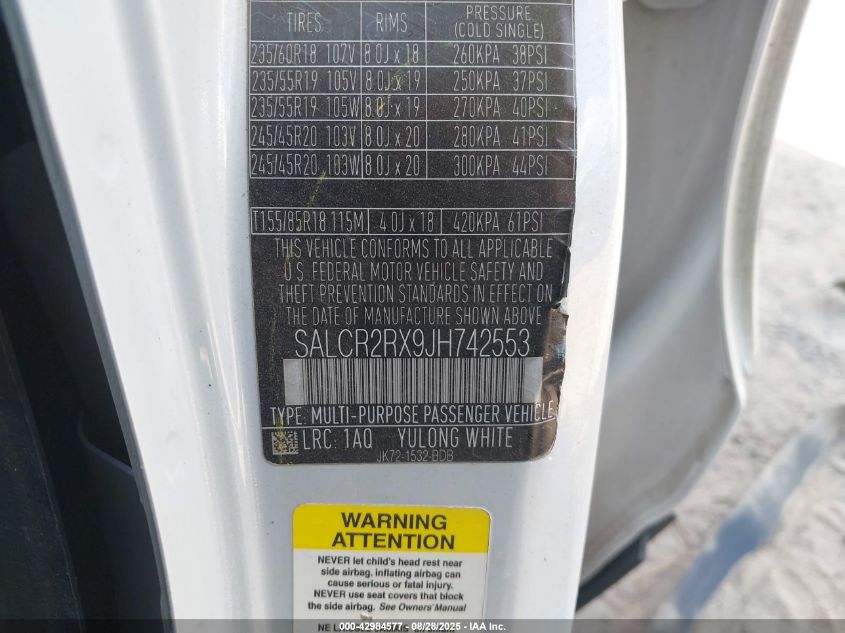 TIRES RIMS PRESSURE (COLD SINGLE)
235/60R18 107V 8.0J x 18 260KPA 38PSI
235/55R19 105V 8.0J x 19 250KPA 37PSI
235/55R19 105W 8.0J x 19 270KPA 40PSI
245/45R20 103V 8.0J x 20 280KPA 41PSI
245/45R20 103W 8.0J x 20 300KPA 44PSI
T155/85R18 115M 4.0J x 18 420KPA 61PSI
THIS VEHICLE CONFORMS TO ALL APPLICABLE
U.S. FEDERAL MOTOR VEHICLE SAFETY AND
THEFT PREVENTION STANDARDS IN EFFECT ON
THE DATE OF MANUFACTURE SHOWN ABOVE
SALCR2RX9JH742553
TYPE: MULTI-PURPOSE PASSENGER VEHICLE
LRC: 1AQ YULONG WHITE
JK72-1532-BDB
WARNING
ATTENTION
NEVER let child's head rest near
side airbag. inflating airbag can
cause serious or fatal injury.
NEVER use seat covers that block
the side airbag. See Owners' Manual
000-42984577 - 08/28/2025 - IAAI.COM